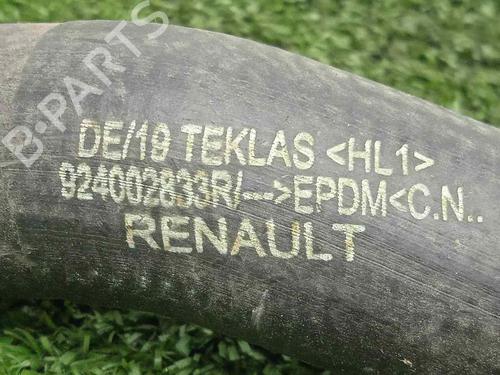 B-PARTS
DE/19 TEKLAS <HL1>
924002833R/--->EPDM<C.N..
RENAULT